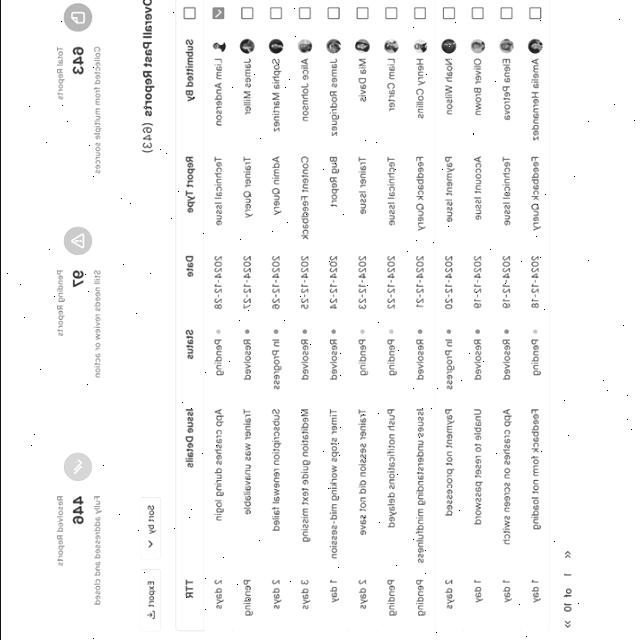 Total Reports
643
Collected from multiple sources
Pending Reports
97
Still needs reivew or action
Resolved Reports
446
Fully addressed and closed
Overall Past Reports (643)
Sort by
Export
Submitted By Report Type Date Status Issue Details TTR
Liam Anderson Technical Issue 2024-12-28 Pending App crashes during login 2 days
James Miller Trainer Query 2024-12-27 Resolved Trainer was unavailable Pending
Sophia Martinez Admin Query 2024-12-26 In Progress Subscription renewal failed 2 days
Alice Johnson Content Feedback 2024-12-25 Resolved Meditation guide text missing 3 days
James Rodriguez Bug Report 2024-12-24 Resolved Timer stops working mid-session 1 day
Mia Davis Trainer Issue 2024-12-23 Pending Trainer session did not save 2 days
Liam Carter Technical Issue 2024-12-22 Pending Push notifications delayed Pending
Henry Collins Feedback Query 2024-12-21 Resolved Issues understanding mindfulness Pending
Noah Wilson Payment Issue 2024-12-20 In Progress Payment not processed 2 days
Oliver Brown Account Issue 2024-12-19 Resolved Unable to reset password 1 day
Elena Petrova Technical Issue 2024-12-19 Resolved App crashes on screen switch 1 day
Amelia Hernandez Feedback Query 2024-12-18 Pending Feedback form not loading 1 day
« 1 of 10 »